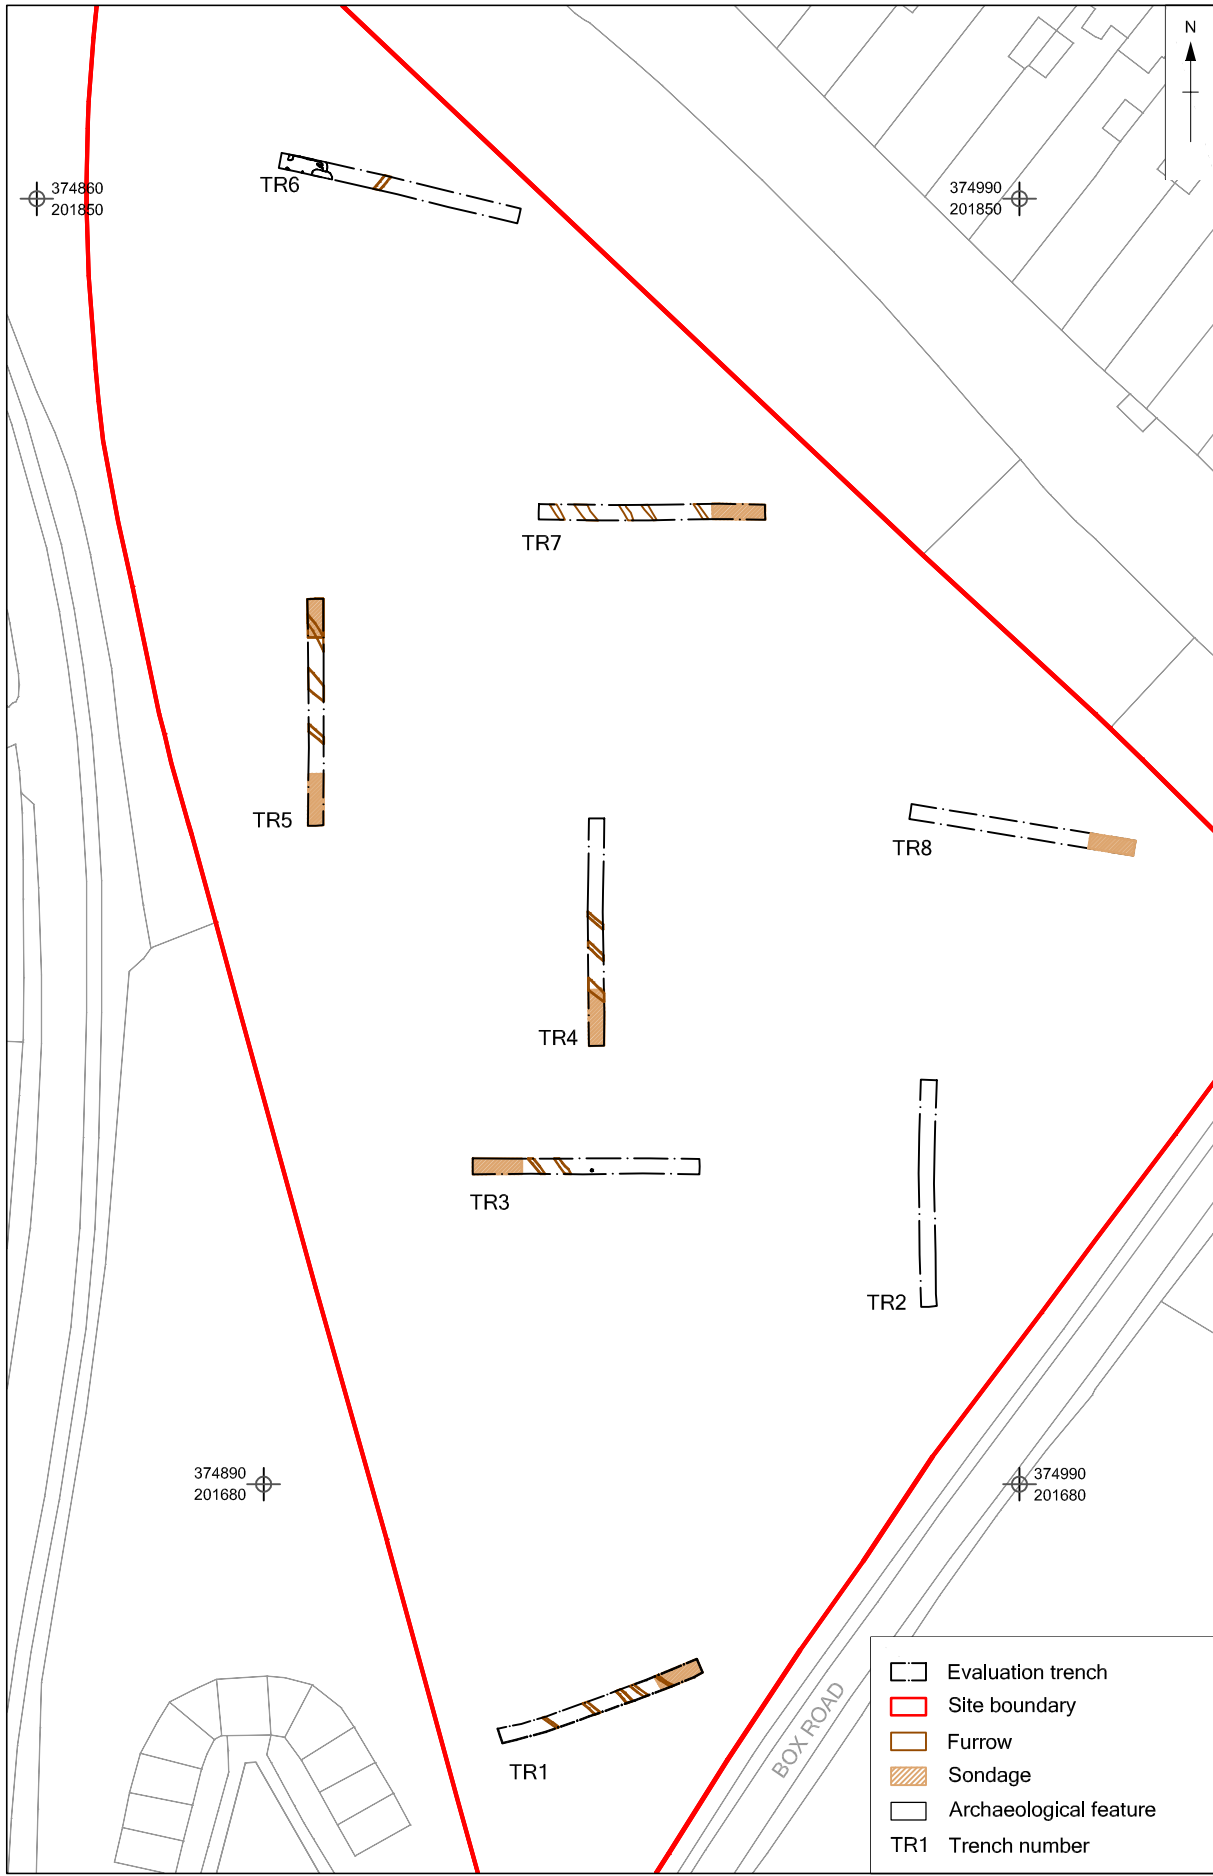 N
TR6
374860
201850
374990
201850
TR7
TR5
TR8
TR4
TR3
TR2
374890
201680
374990
201680
TR1
BOX ROAD
Evaluation trench
Site boundary
Furrow
Sondage
Archaeological feature
TR1 Trench number